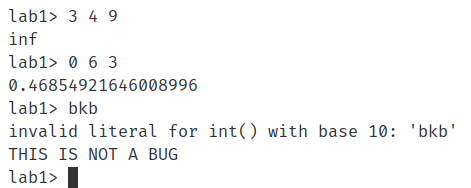 lab1> 3 4 9
inf
lab1> 0 6 3
0.46854921646008996
lab1> bkb
invalid literal for int() with base 10: 'bkb'
THIS IS NOT A BUG
lab1>